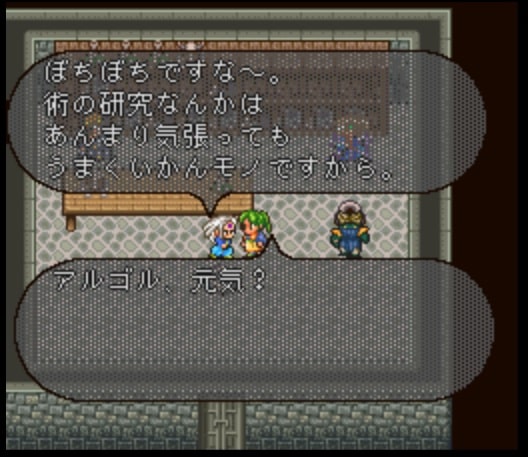 ぼちぼちですな〜。
術の研究なんかは
あんまり気張っても
うまくいかんモノですから。
アルゴル、元気？